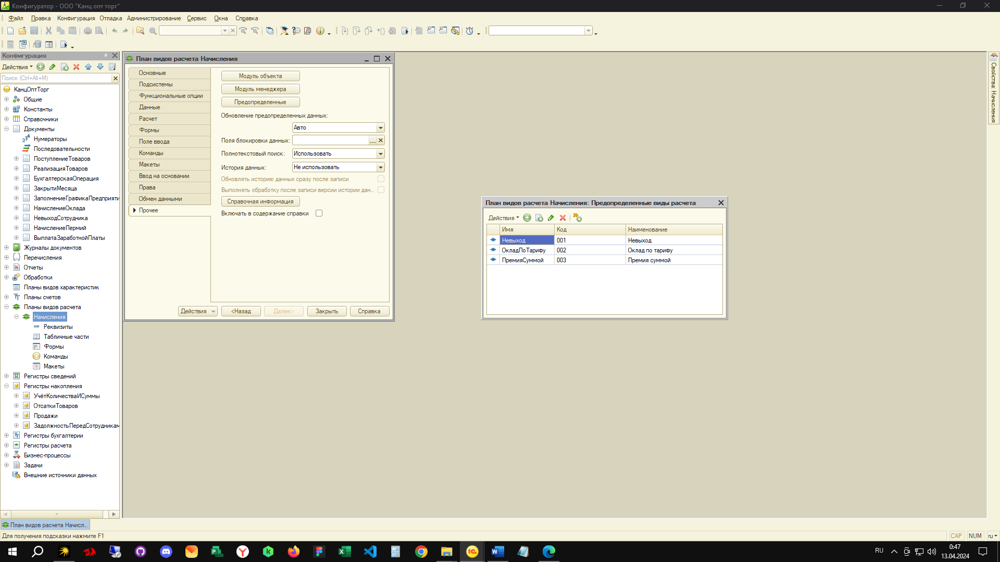 Конфигуратор - ООО "Канц опт торг"
Файл Правка Конфигурация Отладка Администрирование Сервис Окна Справка
Конфигурация
Действия
Поиск (Ctrl+Alt+M)
КанцОптТорг
Общие
Константы
Справочники
Документы
Нумераторы
Последовательности
ПоступлениеТоваров
РеализацияТоваров
БухгалтерскаяОперация
ЗакрытиМесяца
ЗаполнениеГрафикаПредприяти
НачислениеОклада
НевыходСотрудника
НачислениеПермий
ВыплатаЗаработнойПлаты
Журналы документов
Перечисления
Отчеты
Обработки
Планы видов характеристик
Планы счетов
Планы видов расчета
Начисления
Реквизиты
Табличные части
Формы
Команды
Макеты
Регистры сведений
Регистры накопления
УчётКоличестваИСуммы
ОтсаткиТоваров
Продажи
ЗадолжностьПередСотрудникам
Регистры бухгалтерии
Регистры расчета
Бизнес-процессы
Задачи
Внешние источники данных
План видов расчета Начисления
Основные
Подсистемы
Функциональные опции
Данные
Расчет
Формы
Поле ввода
Команды
Макеты
Ввод на основании
Права
Обмен данными
Прочее
Модуль объекта
Модуль менеджера
Предопределенные
Обновление предопределенных данных:
Авто
Поля блокировки данных:
...
Полнотекстовый поиск: Использовать
История данных: Не использовать
Обновлять историю данных сразу после записи
Выполнять обработку после записи версии истории дан...
Справочная информация
Включать в содержание справки
Действия <Назад Далее> Закрыть Справка
План видов расчета Начисления: Предопределенные виды расчета
Действия
Имя Код Наименование
Невыход 001 Невыход
ОкладПоТарифу 002 Оклад по тарифу
ПремияСуммой 003 Премия суммой
Свойства: Начисления
План видов расчета Начисл...
Для получения подсказки нажмите F1
CAP NUM ru
RU
0:47
13.04.2024